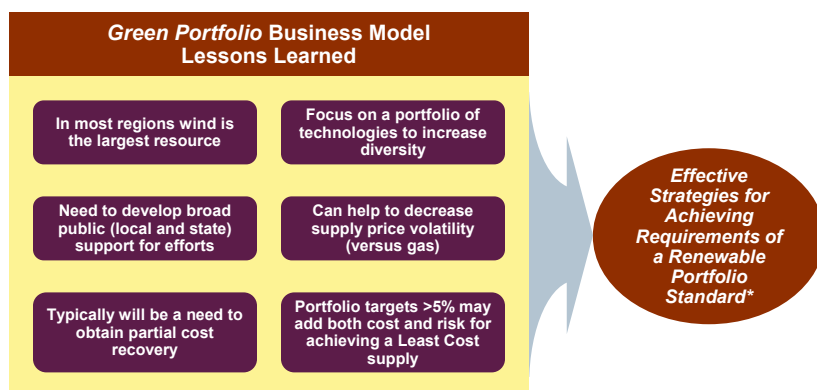 Green Portfolio Business Model
Lessons Learned
In most regions wind is
the largest resource
Focus on a portfolio of
technologies to increase
diversity
Need to develop broad
public (local and state)
support for efforts
Can help to decrease
supply price volatility
(versus gas)
Typically will be a need to
obtain partial cost
recovery
Portfolio targets >5% may
add both cost and risk for
achieving a Least Cost
supply
Effective
Strategies for
Achieving
Requirements of
a Renewable
Portfolio
Standard*